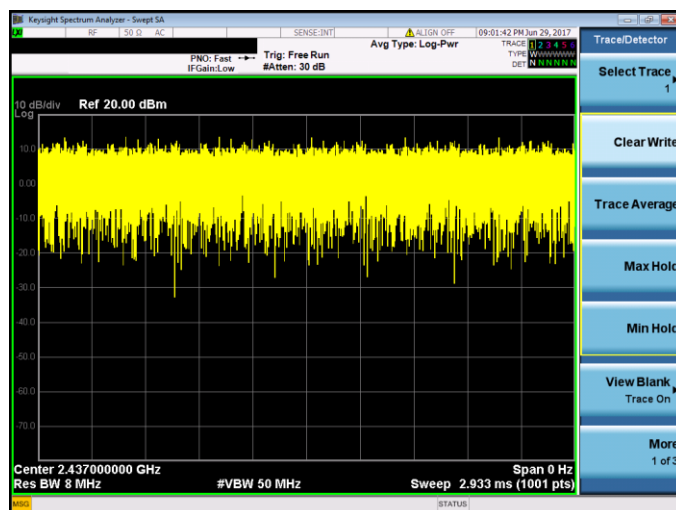 Keysight Spectrum Analyzer - Swept SA
RF 50 Ω AC SENSE:INT ALIGN OFF 09:01:42 PM Jun 29, 2017
Avg Type: Log-Pwr TRACE 1 2 3 4 5 6
PNO: Fast Trig: Free Run TYPE WWWWWW
IFGain:Low #Atten: 30 dB DET N N N N N N
10 dB/div Ref 20.00 dBm
Log
10.0
0.00
-10.0
-20.0
-30.0
-40.0
-50.0
-60.0
-70.0
Center 2.437000000 GHz Span 0 Hz
Res BW 8 MHz #VBW 50 MHz Sweep 2.933 ms (1001 pts)
MSG STATUS
Trace/Detector
Select Trace
1
Clear Write
Trace Average
Max Hold
Min Hold
View Blank
Trace On
More
1 of 3